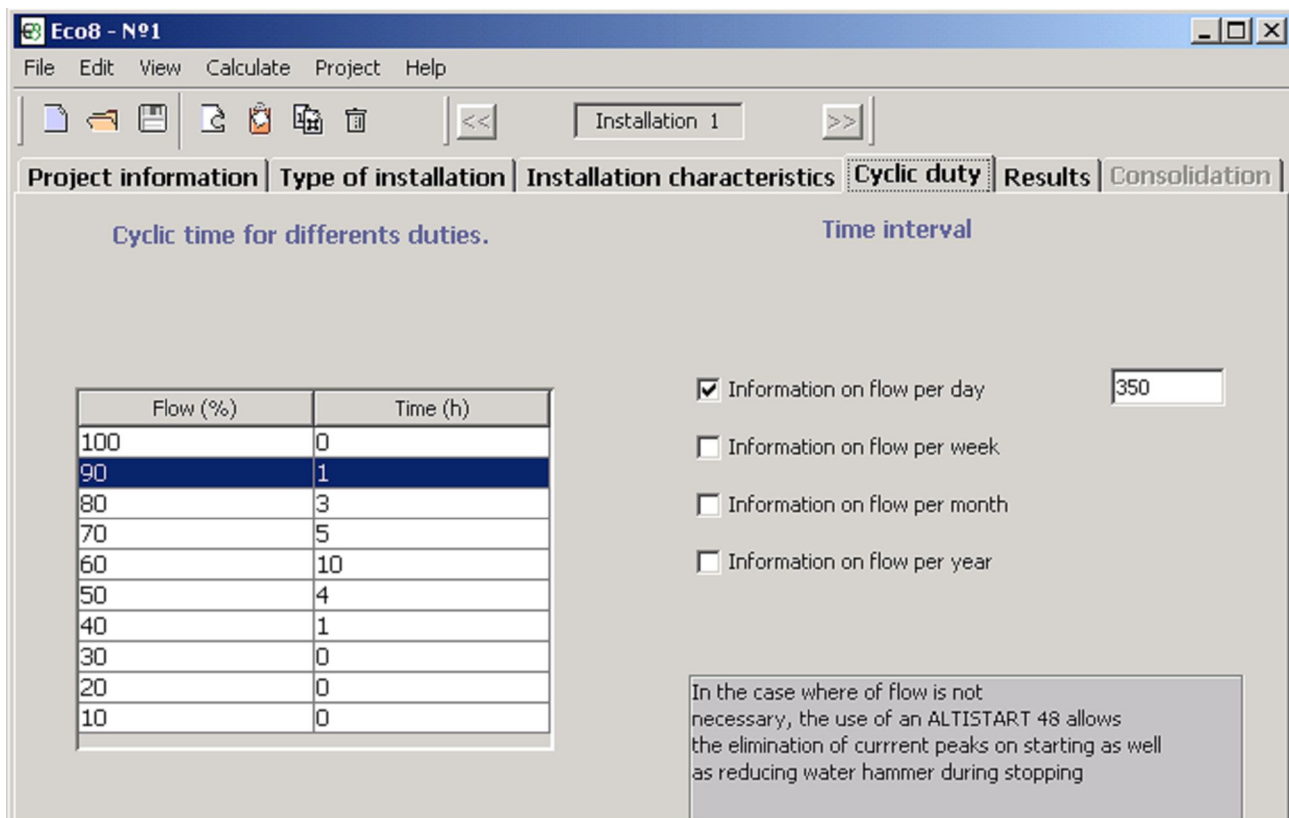 Eco8 - Nº1
File Edit View Calculate Project Help
<< Installation 1 >>
Project information Type of installation Installation characteristics Cyclic duty Results Consolidation
Cyclic time for differents duties.
Time interval
Flow (%) Time (h)
100 0
90 1
80 3
70 5
60 10
50 4
40 1
30 0
20 0
10 0
Information on flow per day 350
Information on flow per week
Information on flow per month
Information on flow per year
In the case where of flow is not
necessary, the use of an ALTISTART 48 allows
the elimination of currrent peaks on starting as well
as reducing water hammer during stopping